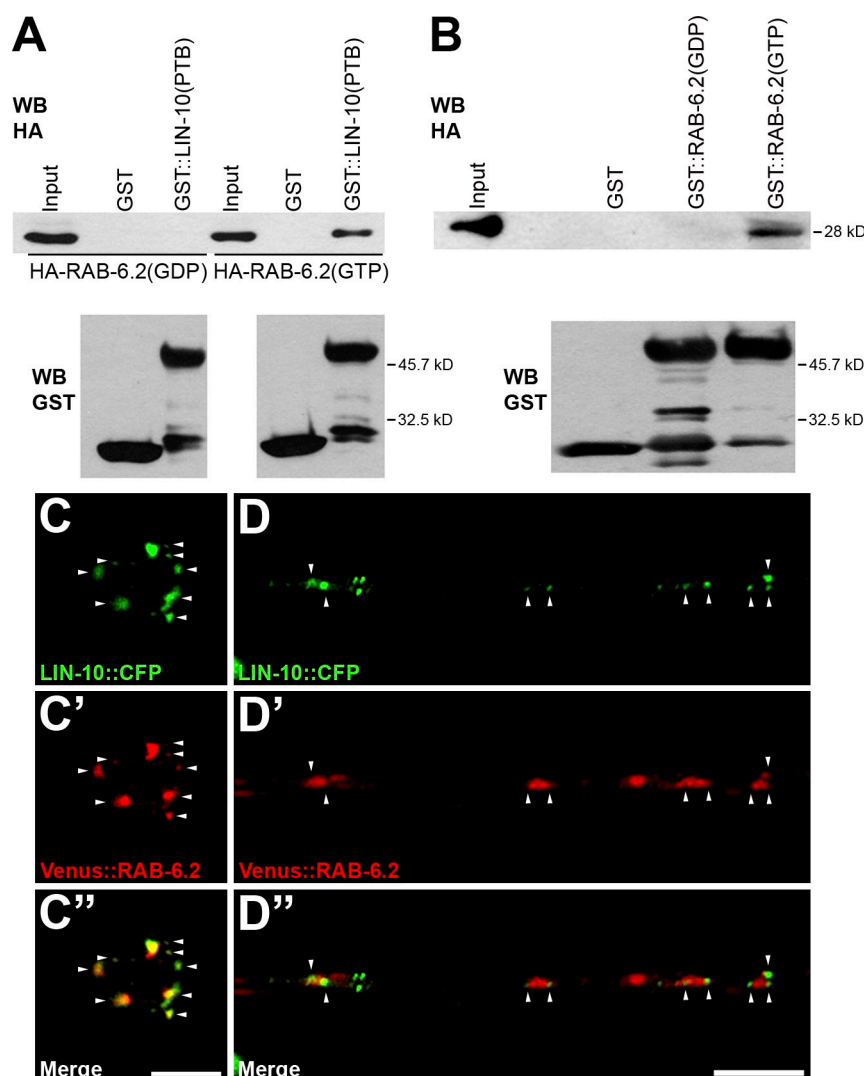 A
B
WB
HA
Input
GST
GST::LIN-10(PTB)
Input
GST
GST::LIN-10(PTB)
HA-RAB-6.2(GDP)
HA-RAB-6.2(GTP)
WB
HA
Input
GST
GST::RAB-6.2(GDP)
GST::RAB-6.2(GTP)
28 kD
WB
GST
45.7 kD
32.5 kD
WB
GST
45.7 kD
32.5 kD
C
LIN-10::CFP
D
LIN-10::CFP
C'
Venus::RAB-6.2
D'
Venus::RAB-6.2
C"
Merge
D"
Merge